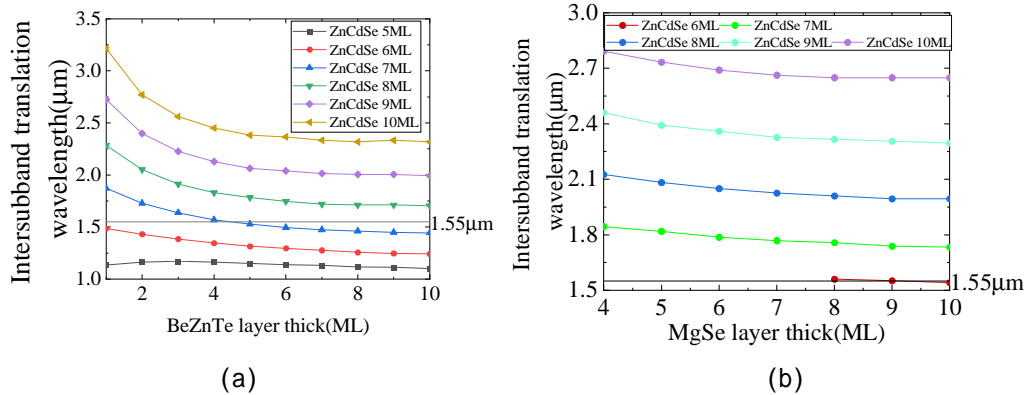 Intersubband translation
wavelength(μm)
3.5
3.0
2.5
2.0
1.5
1.0
ZnCdSe 5ML
ZnCdSe 6ML
ZnCdSe 7ML
ZnCdSe 8ML
ZnCdSe 9ML
ZnCdSe 10ML
1.55μm
2 4 6 8 10
BeZnTe layer thick(ML)
(a)
Intersubband translation
wavelength(μm)
3.0
2.7
2.4
2.1
1.8
1.5
ZnCdSe 6ML ZnCdSe 7ML
ZnCdSe 8ML ZnCdSe 9ML ZnCdSe 10ML
1.55μm
4 5 6 7 8 9 10
MgSe layer thick(ML)
(b)